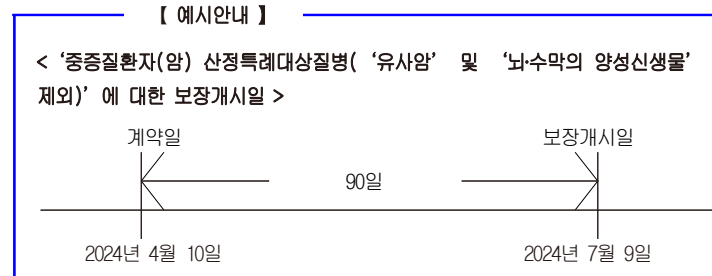 【 예시안내 】
< ‘중증질환자(암) 산정특례대상질병( ‘유사암’ 및 ‘뇌·수막의 양성신생물’
제외)’ 에 대한 보장개시일 >
계약일 보장개시일
90일
2024년 4월 10일 2024년 7월 9일